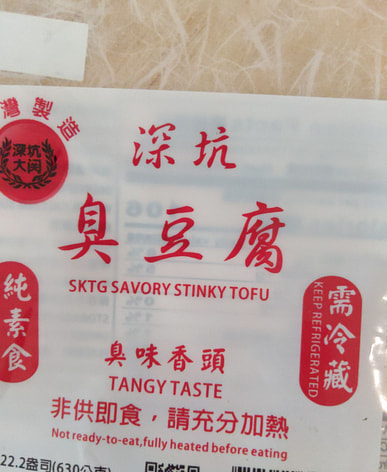 灣製造
深坑
大閎
深坑
臭豆腐
SKTG SAVORY STINKY TOFU
純素食
需冷藏
KEEP REFRIGERATED
臭味香頭
TANGY TASTE
非供即食，請充分加熱
Not ready-to-eat,fully heated before eating
22.2盎司(630公克)